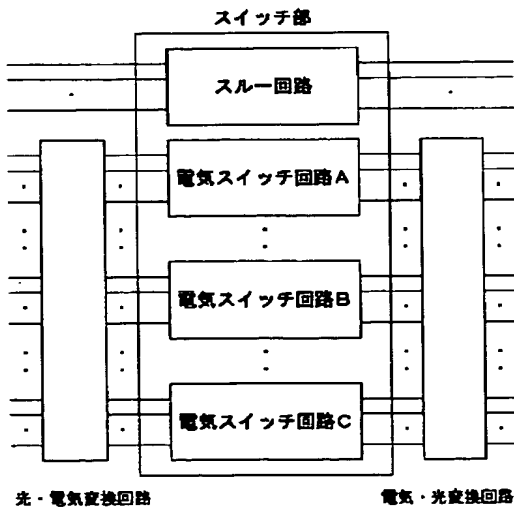 スイッチ部
スルー回路
電気スイッチ回路A
電気スイッチ回路B
電気スイッチ回路C
光・電気変換回路
電気・光変換回路